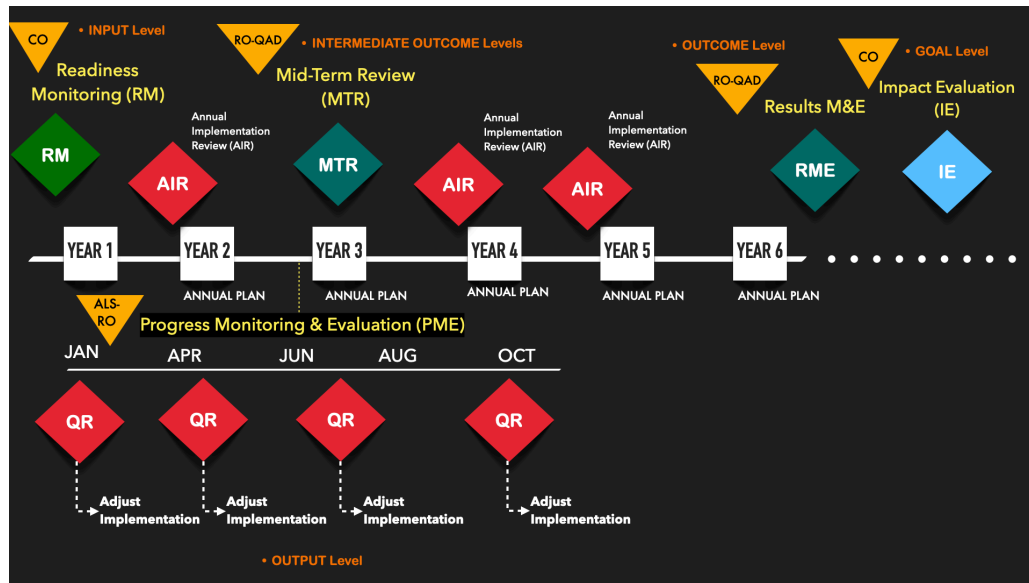 CO
• INPUT Level
Readiness
Monitoring (RM)
RO-QAD
• INTERMEDIATE OUTCOME Levels
Mid-Term Review
(MTR)
• OUTCOME Level
RO-QAD
Results M&E
CO
• GOAL Level
Impact Evaluation
(IE)
RM
Annual
Implementation
Review (AIR)
AIR
MTR
Annual
Implementation
Review (AIR)
AIR
Annual
Implementation
Review (AIR)
AIR
RME
IE
YEAR 1
YEAR 2
YEAR 3
YEAR 4
YEAR 5
YEAR 6
ANNUAL PLAN
ANNUAL PLAN
ANNUAL PLAN
ANNUAL PLAN
ANNUAL PLAN
ALS-
RO
Progress Monitoring & Evaluation (PME)
JAN
APR
JUN
AUG
OCT
QR
QR
QR
QR
Adjust
Implementation
Adjust
Implementation
Adjust
Implementation
Adjust
Implementation
• OUTPUT Level